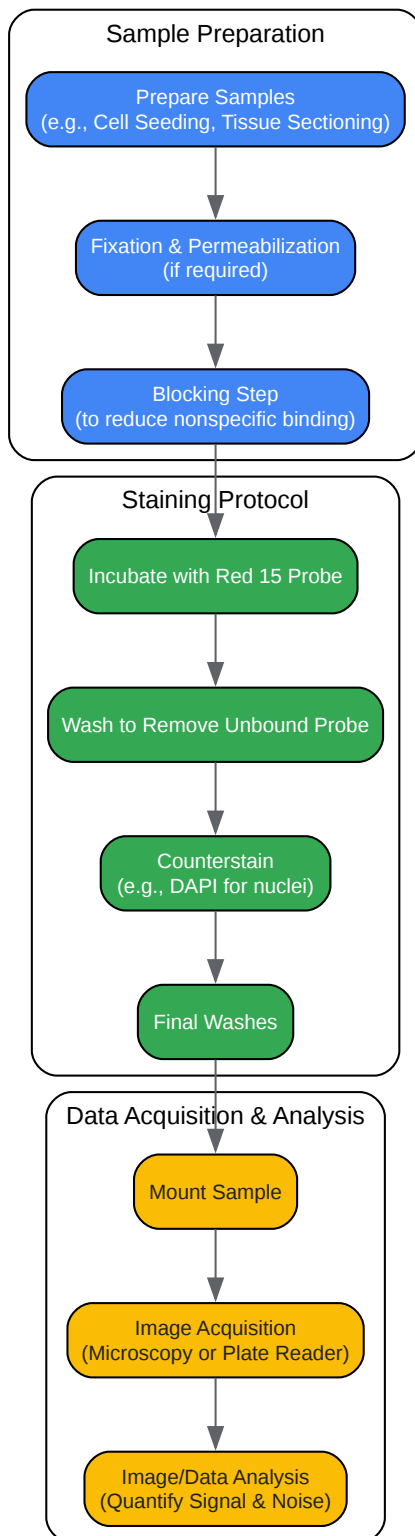 Sample Preparation
Prepare Samples
(e.g., Cell Seeding, Tissue Sectioning)
Fixation & Permeabilization
(if required)
Blocking Step
(to reduce nonspecific binding)
Staining Protocol
Incubate with Red 15 Probe
Wash to Remove Unbound Probe
Counterstain
(e.g., DAPI for nuclei)
Final Washes
Data Acquisition & Analysis
Mount Sample
Image Acquisition
(Microscopy or Plate Reader)
Image/Data Analysis
(Quantify Signal & Noise)